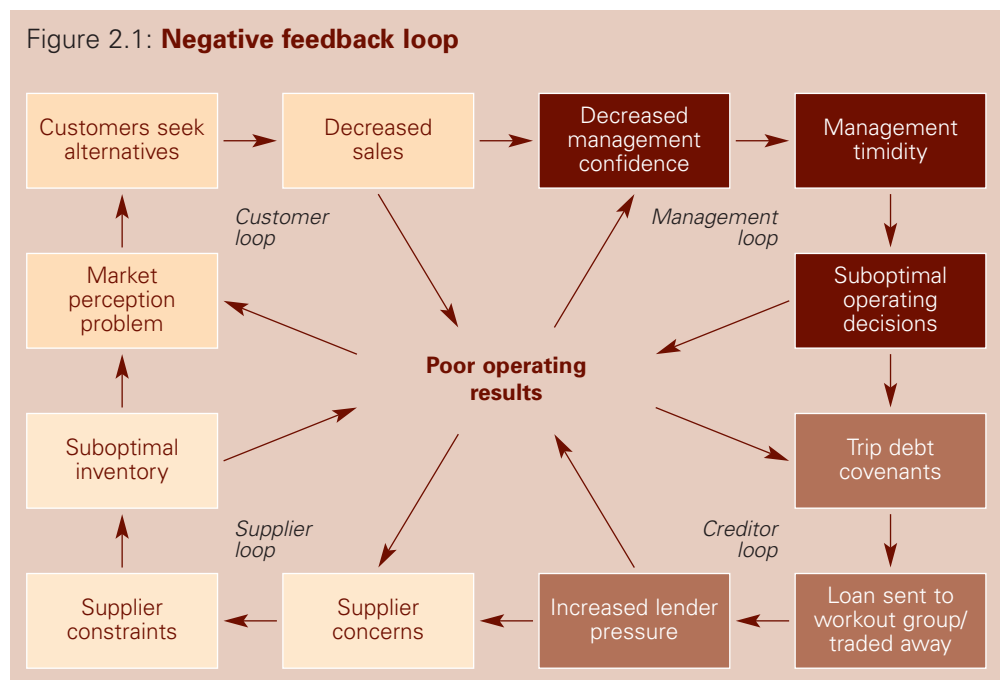 Figure 2.1: Negative feedback loop
Customers seek
alternatives
Decreased
sales
Decreased
management
confidence
Management
timidity
Customer
loop
Management
loop
Market
perception
problem
Suboptimal
operating
decisions
Poor operating
results
Suboptimal
inventory
Trip debt
covenants
Supplier
loop
Creditor
loop
Supplier
constraints
Supplier
concerns
Increased lender
pressure
Loan sent to
workout group/
traded away